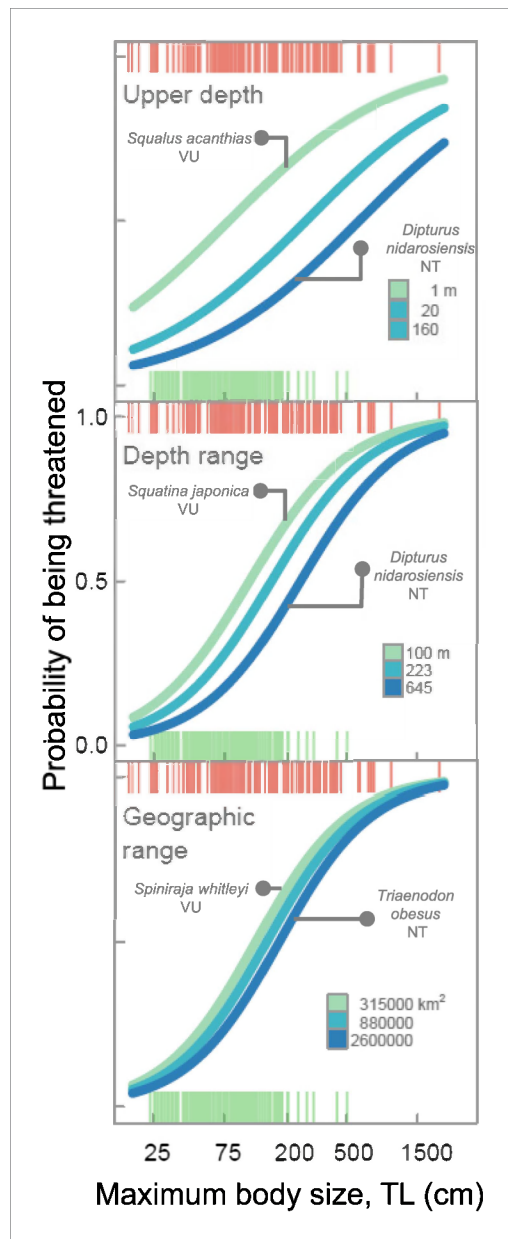 Upper depth
Squalus acanthias
VU
Dipturus
nidarosiensis
NT
1 m
20
160
Probability of being threatened
1.0
0.5
0.0
Depth range
Squatina japonica
VU
Dipturus
nidarosiensis
NT
100 m
223
645
Geographic
range
Spiniraja whitleyi
VU
Triaenodon
obesus
NT
315000 km²
880000
2600000
25 75 200 500 1500
Maximum body size, TL (cm)